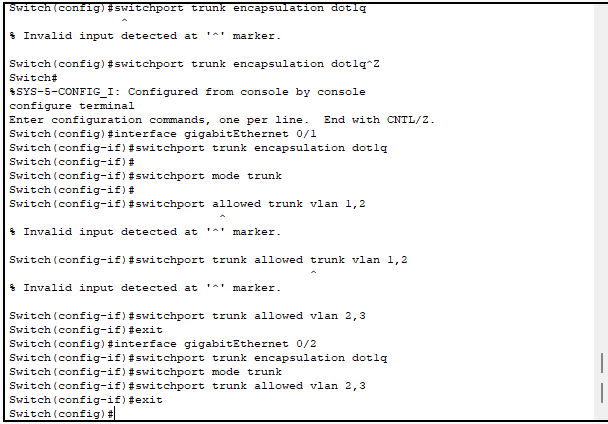 Switch(config)#switchport trunk encapsulation dot1q
^
% Invalid input detected at '^' marker.
Switch(config)#switchport trunk encapsulation dot1q^Z
Switch#
%SYS-5-CONFIG_I: Configured from console by console
configure terminal
Enter configuration commands, one per line.  End with CNTL/Z.
Switch(config)#interface gigabitEthernet 0/1
Switch(config-if)#switchport trunk encapsulation dot1q
Switch(config-if)#
Switch(config-if)#switchport mode trunk
Switch(config-if)#
Switch(config-if)#switchport allowed trunk vlan 1,2
^
% Invalid input detected at '^' marker.
Switch(config-if)#switchport trunk allowed trunk vlan 1,2
^
% Invalid input detected at '^' marker.
Switch(config-if)#switchport trunk allowed vlan 2,3
Switch(config-if)#exit
Switch(config)#interface gigabitEthernet 0/2
Switch(config-if)#switchport trunk encapsulation dot1q
Switch(config-if)#switchport mode trunk
Switch(config-if)#switchport trunk allowed vlan 2,3
Switch(config-if)#exit
Switch(config)#